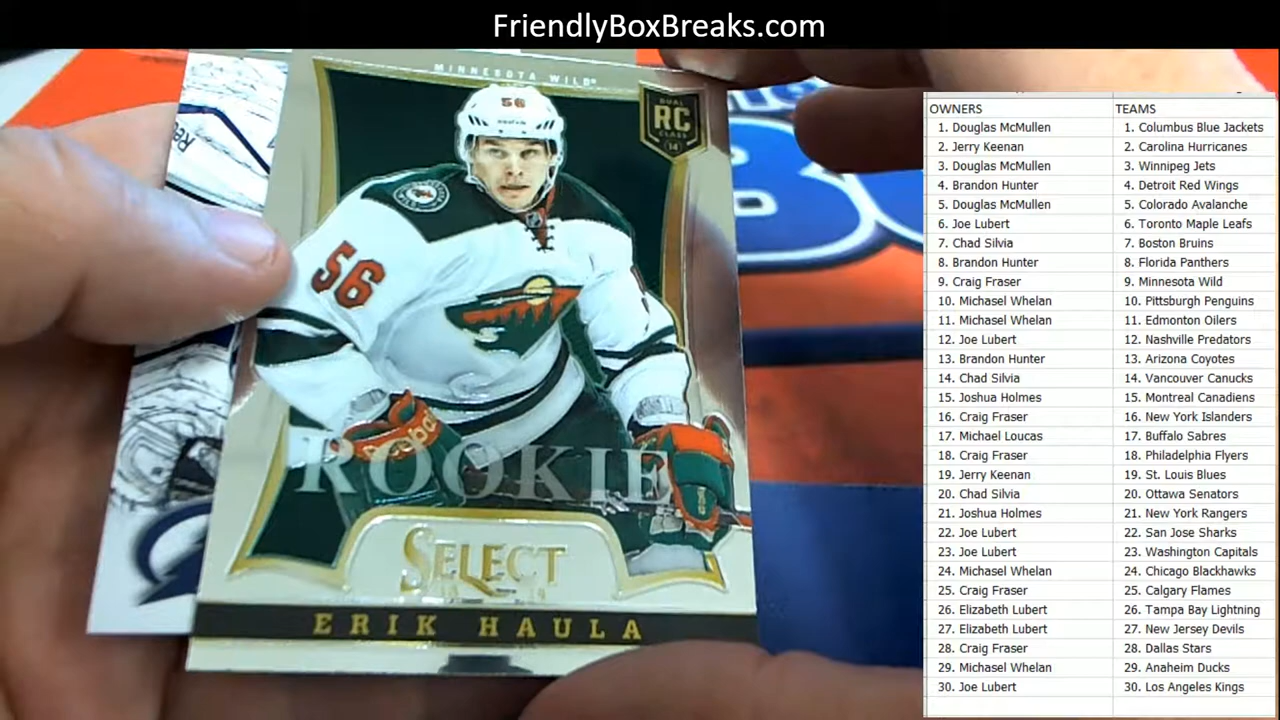 FriendlyBoxBreaks.com
MINNESOTA WILD
56
DUAL
RC
CLASS
14
56
Reebok
ROOKIE
SELECT
ERIK HAULA
OWNERS TEAMS
1. Douglas McMullen 1. Columbus Blue Jackets
2. Jerry Keenan 2. Carolina Hurricanes
3. Douglas McMullen 3. Winnipeg Jets
4. Brandon Hunter 4. Detroit Red Wings
5. Douglas McMullen 5. Colorado Avalanche
6. Joe Lubert 6. Toronto Maple Leafs
7. Chad Silvia 7. Boston Bruins
8. Brandon Hunter 8. Florida Panthers
9. Craig Fraser 9. Minnesota Wild
10. Michasel Whelan 10. Pittsburgh Penguins
11. Michasel Whelan 11. Edmonton Oilers
12. Joe Lubert 12. Nashville Predators
13. Brandon Hunter 13. Arizona Coyotes
14. Chad Silvia 14. Vancouver Canucks
15. Joshua Holmes 15. Montreal Canadiens
16. Craig Fraser 16. New York Islanders
17. Michael Loucas 17. Buffalo Sabres
18. Craig Fraser 18. Philadelphia Flyers
19. Jerry Keenan 19. St. Louis Blues
20. Chad Silvia 20. Ottawa Senators
21. Joshua Holmes 21. New York Rangers
22. Joe Lubert 22. San Jose Sharks
23. Joe Lubert 23. Washington Capitals
24. Michasel Whelan 24. Chicago Blackhawks
25. Craig Fraser 25. Calgary Flames
26. Elizabeth Lubert 26. Tampa Bay Lightning
27. Elizabeth Lubert 27. New Jersey Devils
28. Craig Fraser 28. Dallas Stars
29. Michasel Whelan 29. Anaheim Ducks
30. Joe Lubert 30. Los Angeles Kings